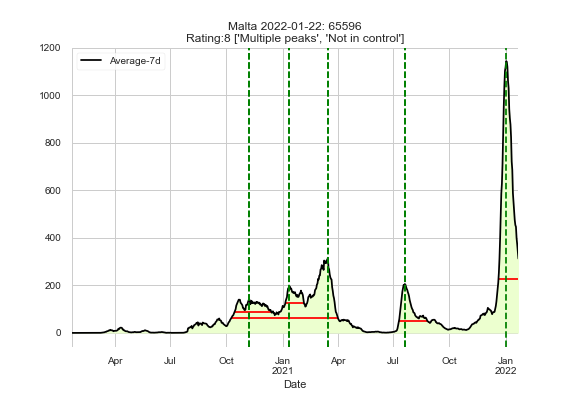 Malta 2022-01-22: 65596
Rating:8 ['Multiple peaks', 'Not in control']
1200
Average-7d
1000
800
600
400
200
0
Apr Jul Oct Jan Apr Jul Oct Jan
2021 2022
Date